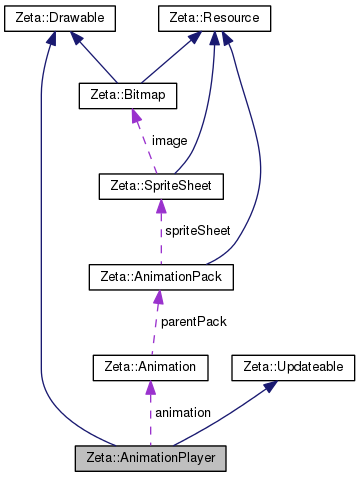 Zeta::Drawable
Zeta::Resource
Zeta::Bitmap
image
Zeta::SpriteSheet
spriteSheet
Zeta::AnimationPack
parentPack
Zeta::Animation
Zeta::Updateable
animation
Zeta::AnimationPlayer